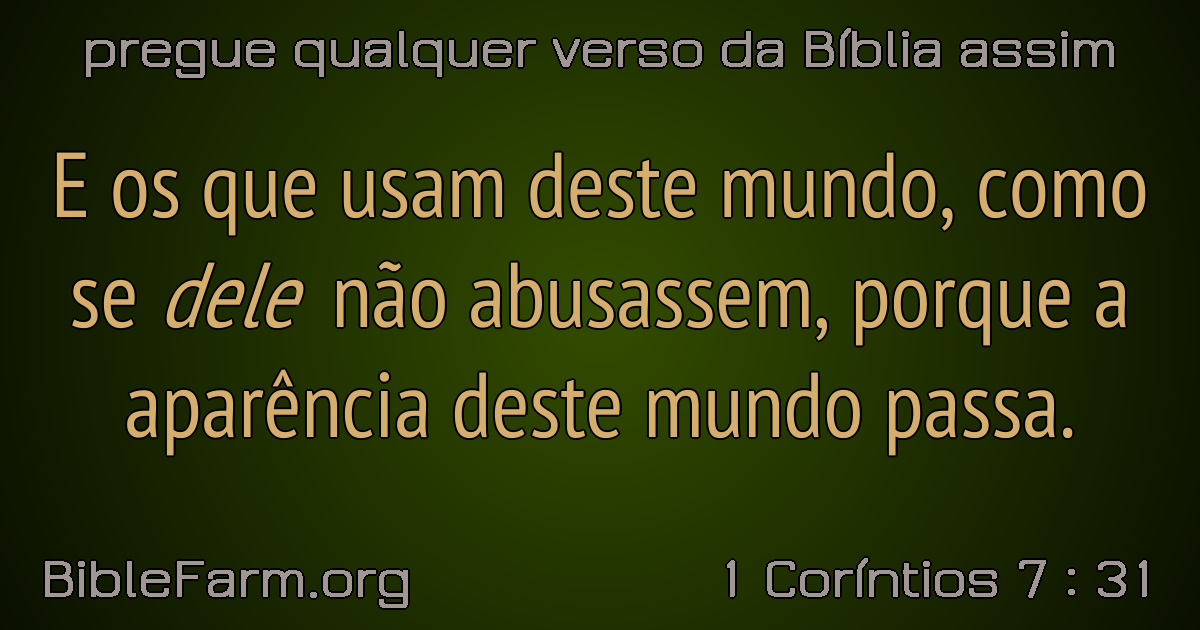 pregue qualquer verso da Bíblia assim
E os que usam deste mundo, como
se dele não abusassem, porque a
aparência deste mundo passa.
BibleFarm.org
1 Coríntios 7 : 31